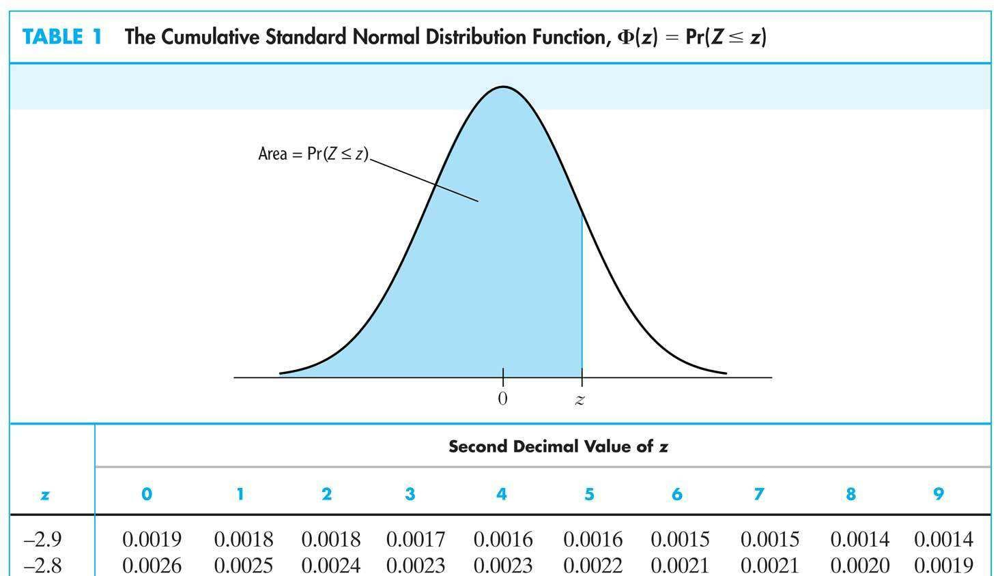 TABLE 1 The Cumulative Standard Normal Distribution Function, Φ(z) = Pr(Z ≤ z)
Area = Pr(Z ≤ z)
0 z
Second Decimal Value of z
z 0 1 2 3 4 5 6 7 8 9
–2.9 0.0019 0.0018 0.0018 0.0017 0.0016 0.0016 0.0015 0.0015 0.0014 0.0014
–2.8 0.0026 0.0025 0.0024 0.0023 0.0023 0.0022 0.0021 0.0021 0.0020 0.0019